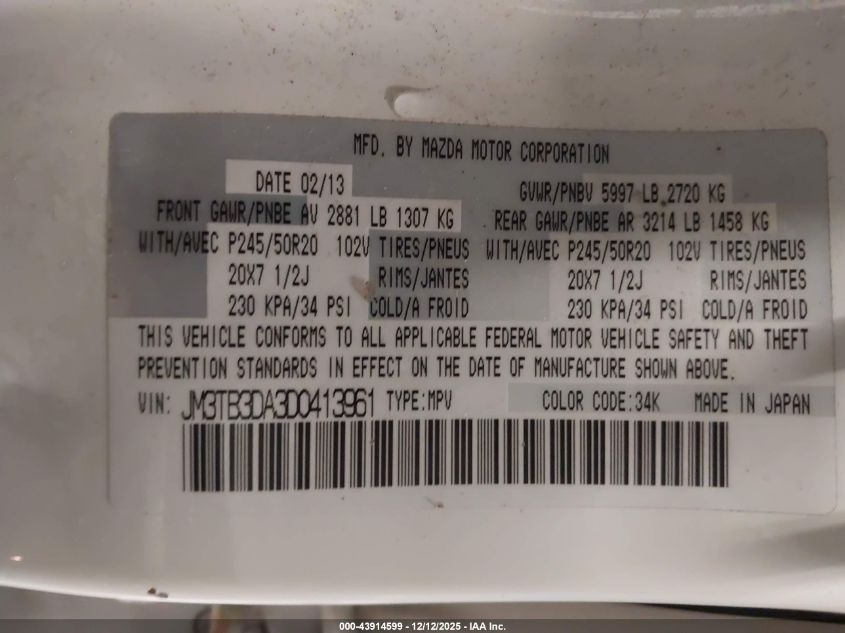 MFD. BY MAZDA MOTOR CORPORATION
DATE 02/13 GVWR/PNBV 5997 LB 2720 KG
FRONT GAWR/PNBE AV 2881 LB 1307 KG REAR GAWR/PNBE AR 3214 LB 1458 KG
WITH/AVEC P245/50R20 102V TIRES/PNEUS WITH/AVEC P245/50R20 102V TIRES/PNEUS
20X7 1/2J RIMS/JANTES 20X7 1/2J RIMS/JANTES
230 KPA/34 PSI COLD/A FROID 230 KPA/34 PSI COLD/A FROID
THIS VEHICLE CONFORMS TO ALL APPLICABLE FEDERAL MOTOR VEHICLE SAFETY AND THEFT
PREVENTION STANDARDS IN EFFECT ON THE DATE OF MANUFACTURE SHOWN ABOVE.
VIN: JM3TB3DA3D0413961 TYPE:MPV COLOR CODE:34K MADE IN JAPAN
000-43914599 - 12/12/2025 - IAA Inc.